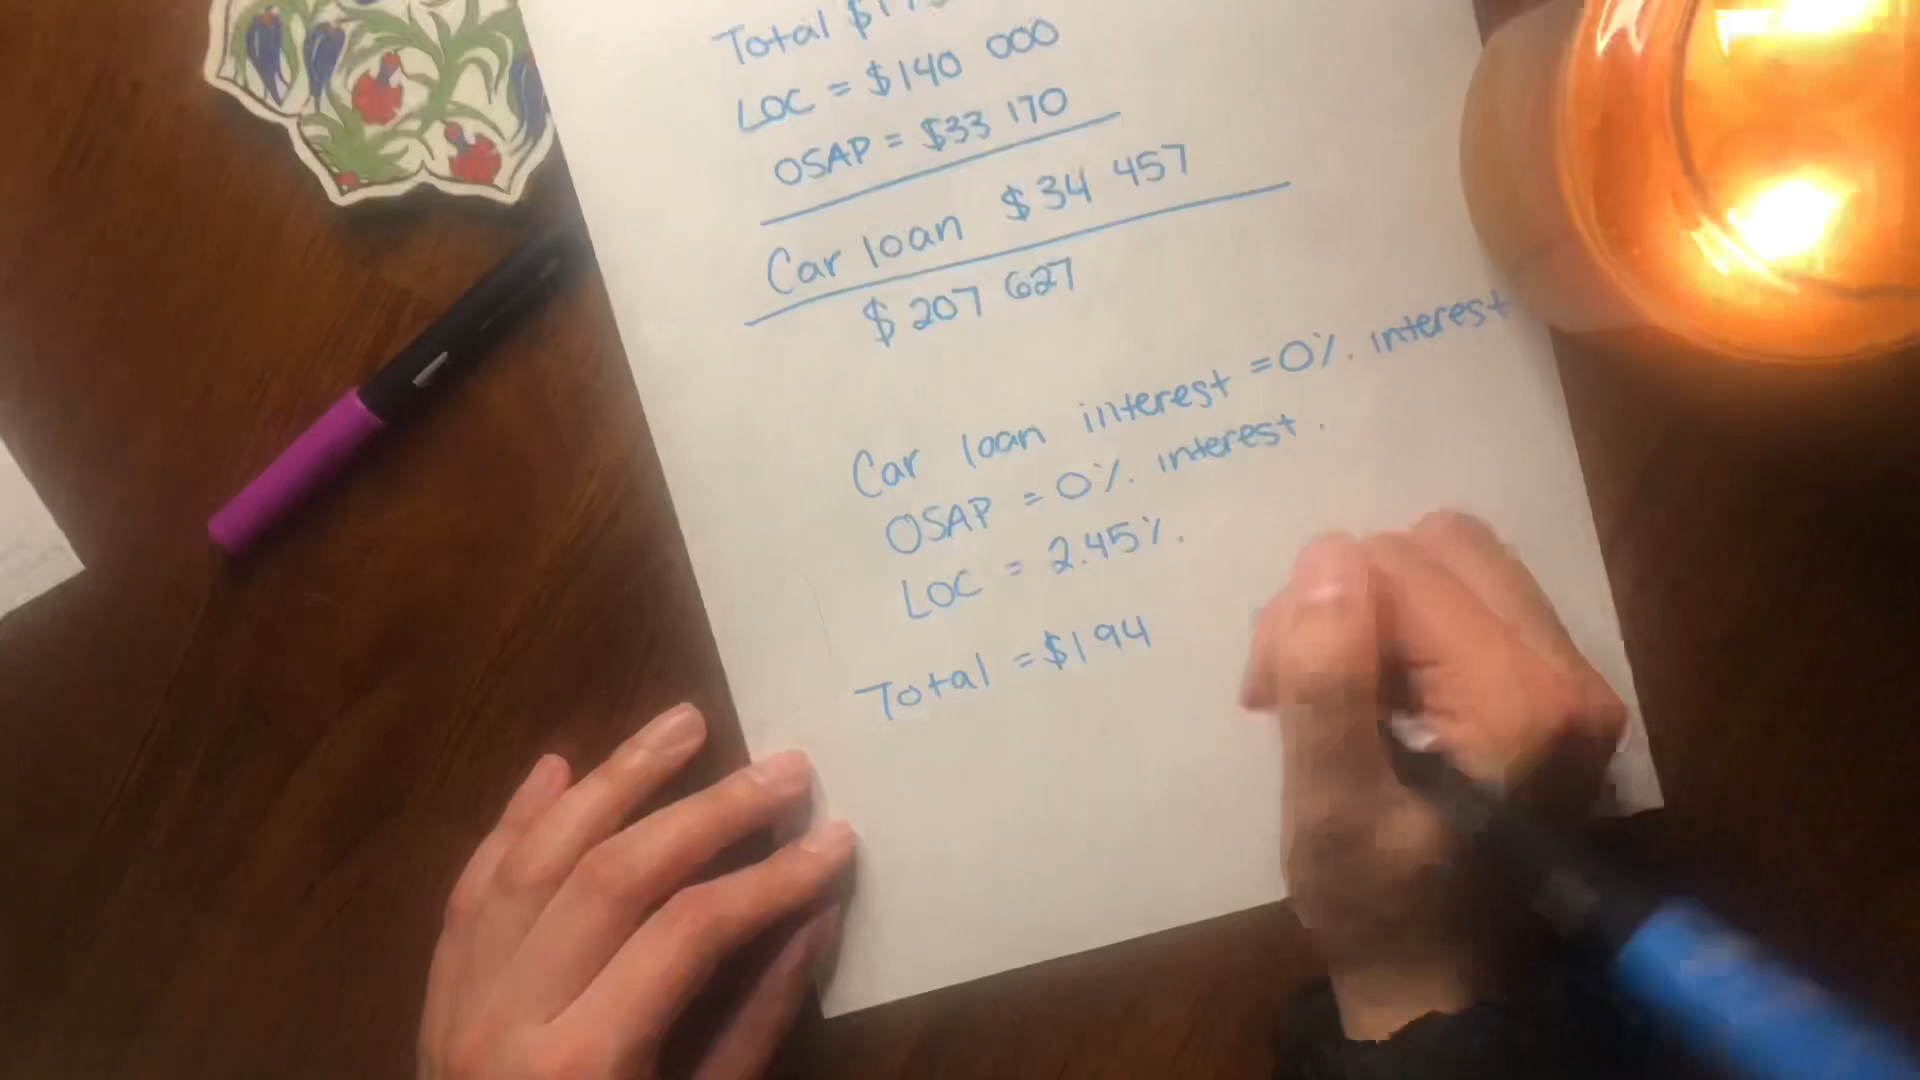 Total
LOC = $140 000
OSAP = $33 170
Car loan $34 457
$207 627
Car loan interest = 0% interest
OSAP = 0% interest.
LOC = 2.45%.
Total = $194